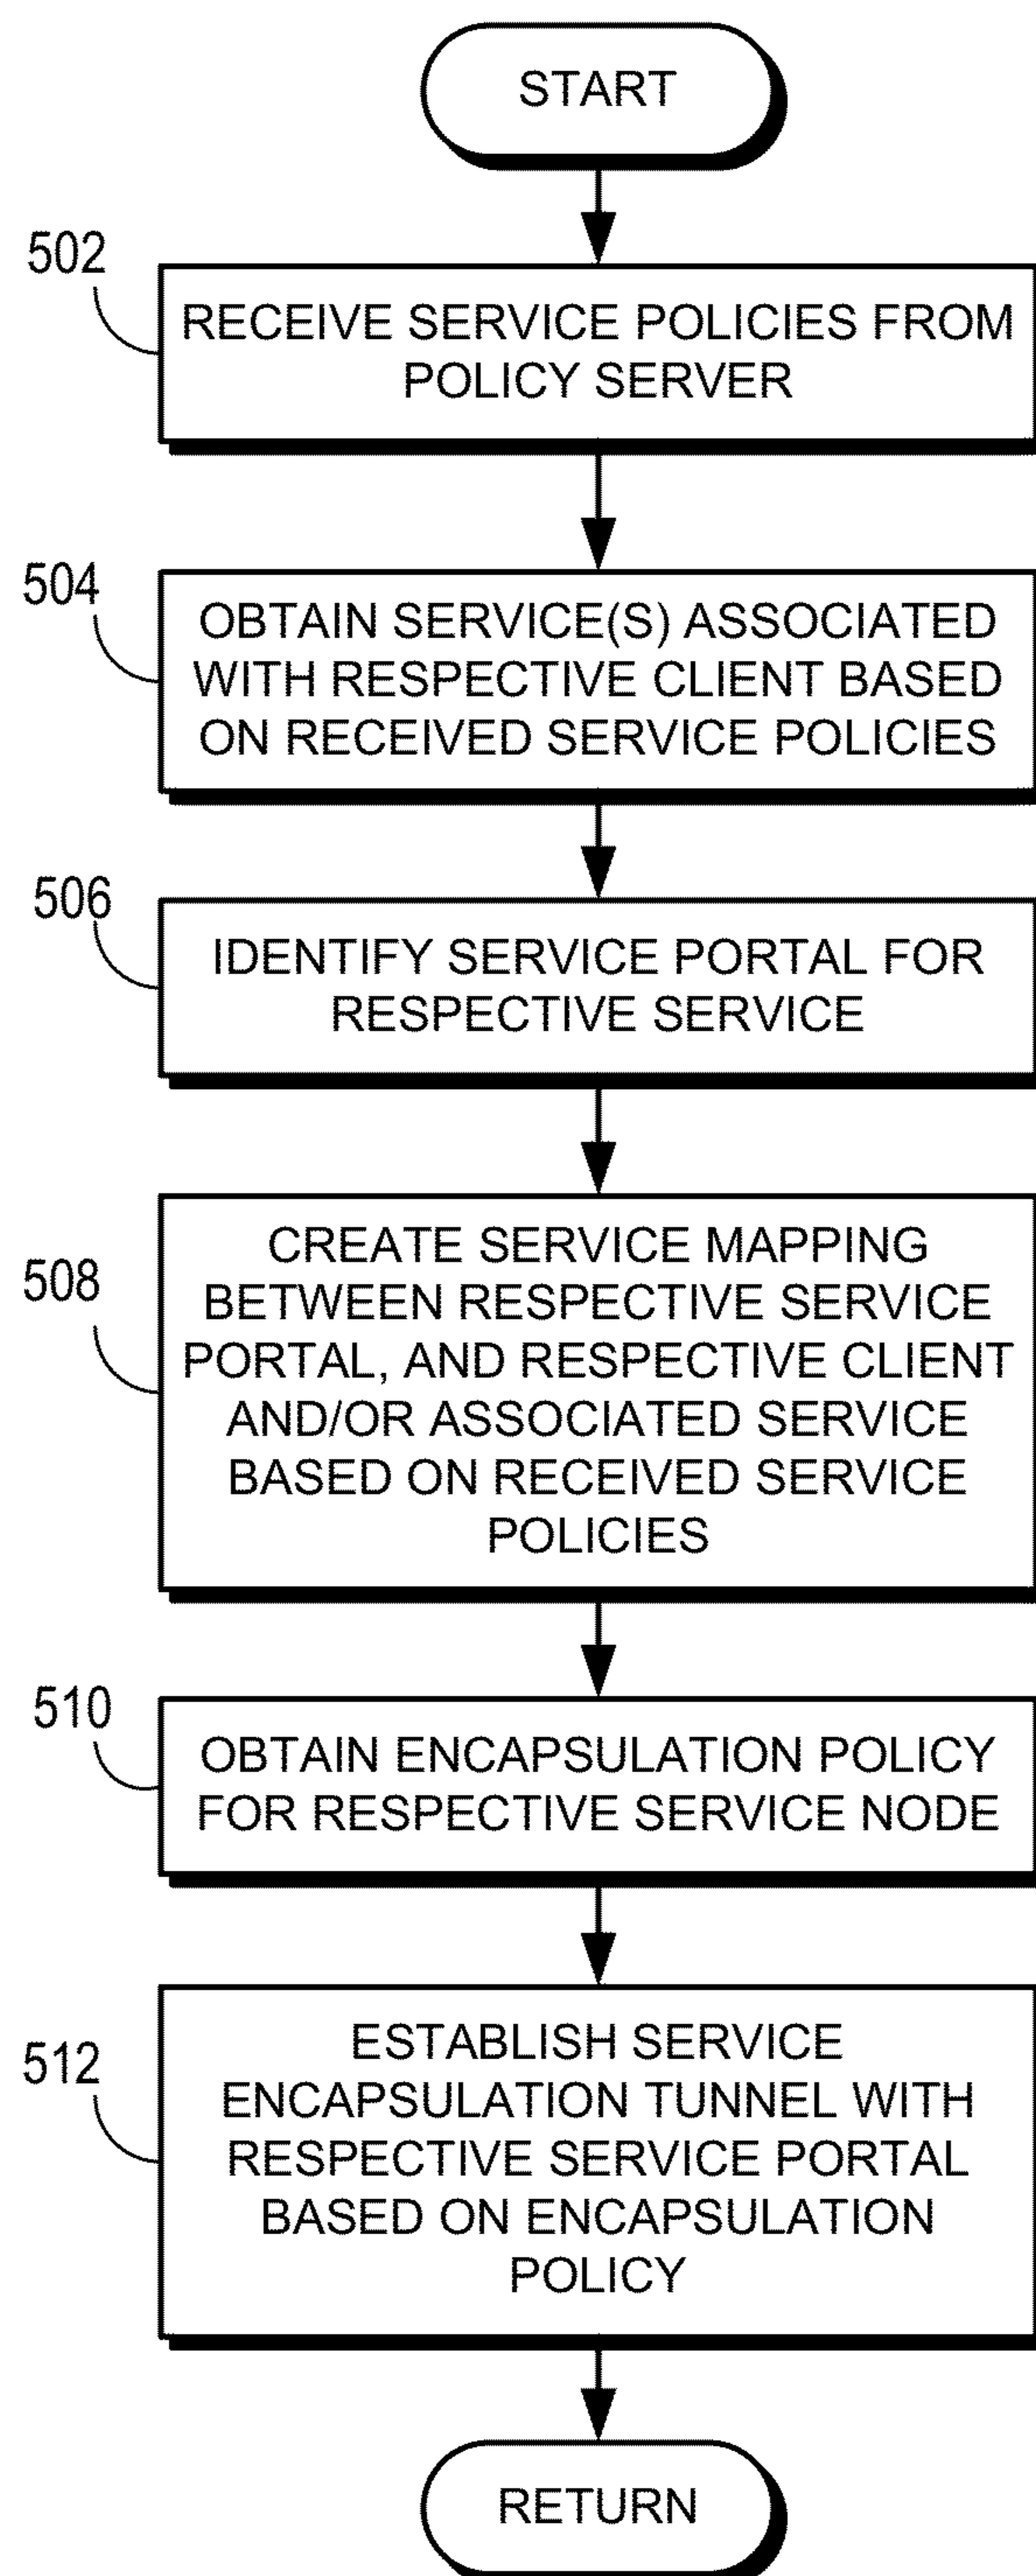 START
502
RECEIVE SERVICE POLICIES FROM
POLICY SERVER
504
OBTAIN SERVICE(S) ASSOCIATED
WITH RESPECTIVE CLIENT BASED
ON RECEIVED SERVICE POLICIES
506
IDENTIFY SERVICE PORTAL FOR
RESPECTIVE SERVICE
508
CREATE SERVICE MAPPING
BETWEEN RESPECTIVE SERVICE
PORTAL, AND RESPECTIVE CLIENT
AND/OR ASSOCIATED SERVICE
BASED ON RECEIVED SERVICE
POLICIES
510
OBTAIN ENCAPSULATION POLICY
FOR RESPECTIVE SERVICE NODE
512
ESTABLISH SERVICE
ENCAPSULATION TUNNEL WITH
RESPECTIVE SERVICE PORTAL
BASED ON ENCAPSULATION
POLICY
RETURN